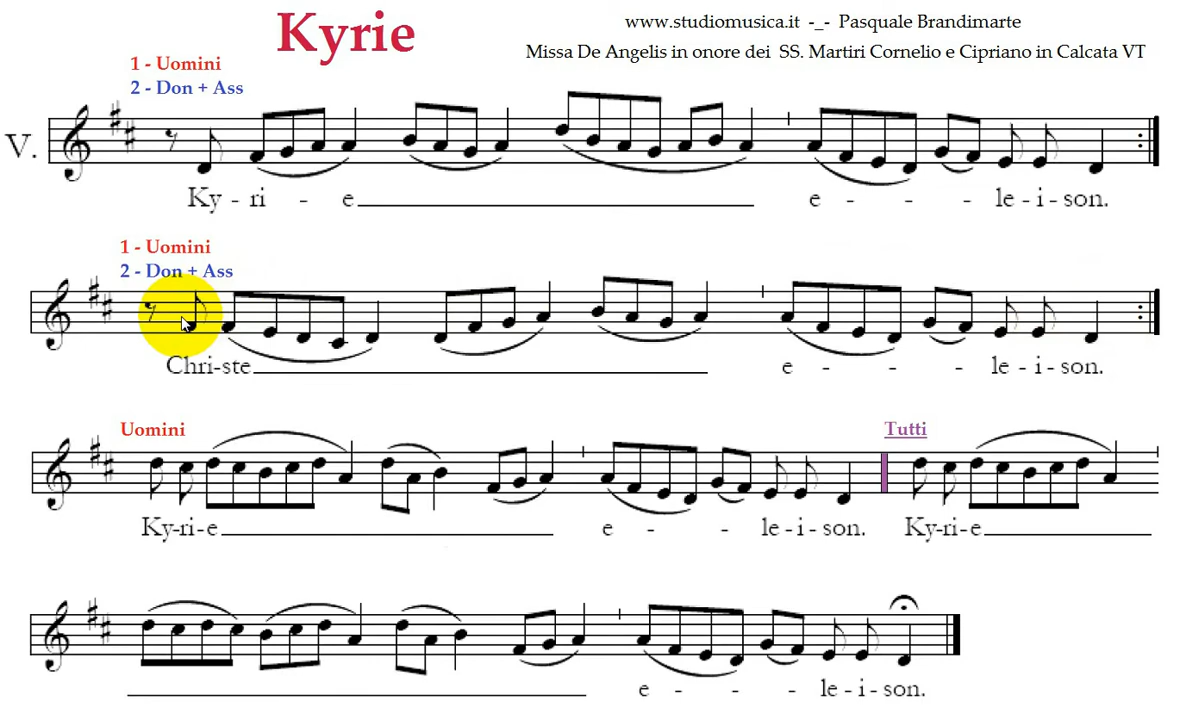 Kyrie
www.studiomusica.it -_- Pasquale Brandimarte
Missa De Angelis in onore dei SS. Martiri Cornelio e Cipriano in Calcata VT
1 - Uomini
2 - Don + Ass
V.
Ky - ri - e e - - - le - i - son.
1 - Uomini
2 - Don + Ass
Chri-ste e - - - le - i - son.
Uomini
Tutti
Ky-ri-e e - - le - i - son. Ky-ri-e
e - - - le - i - son.